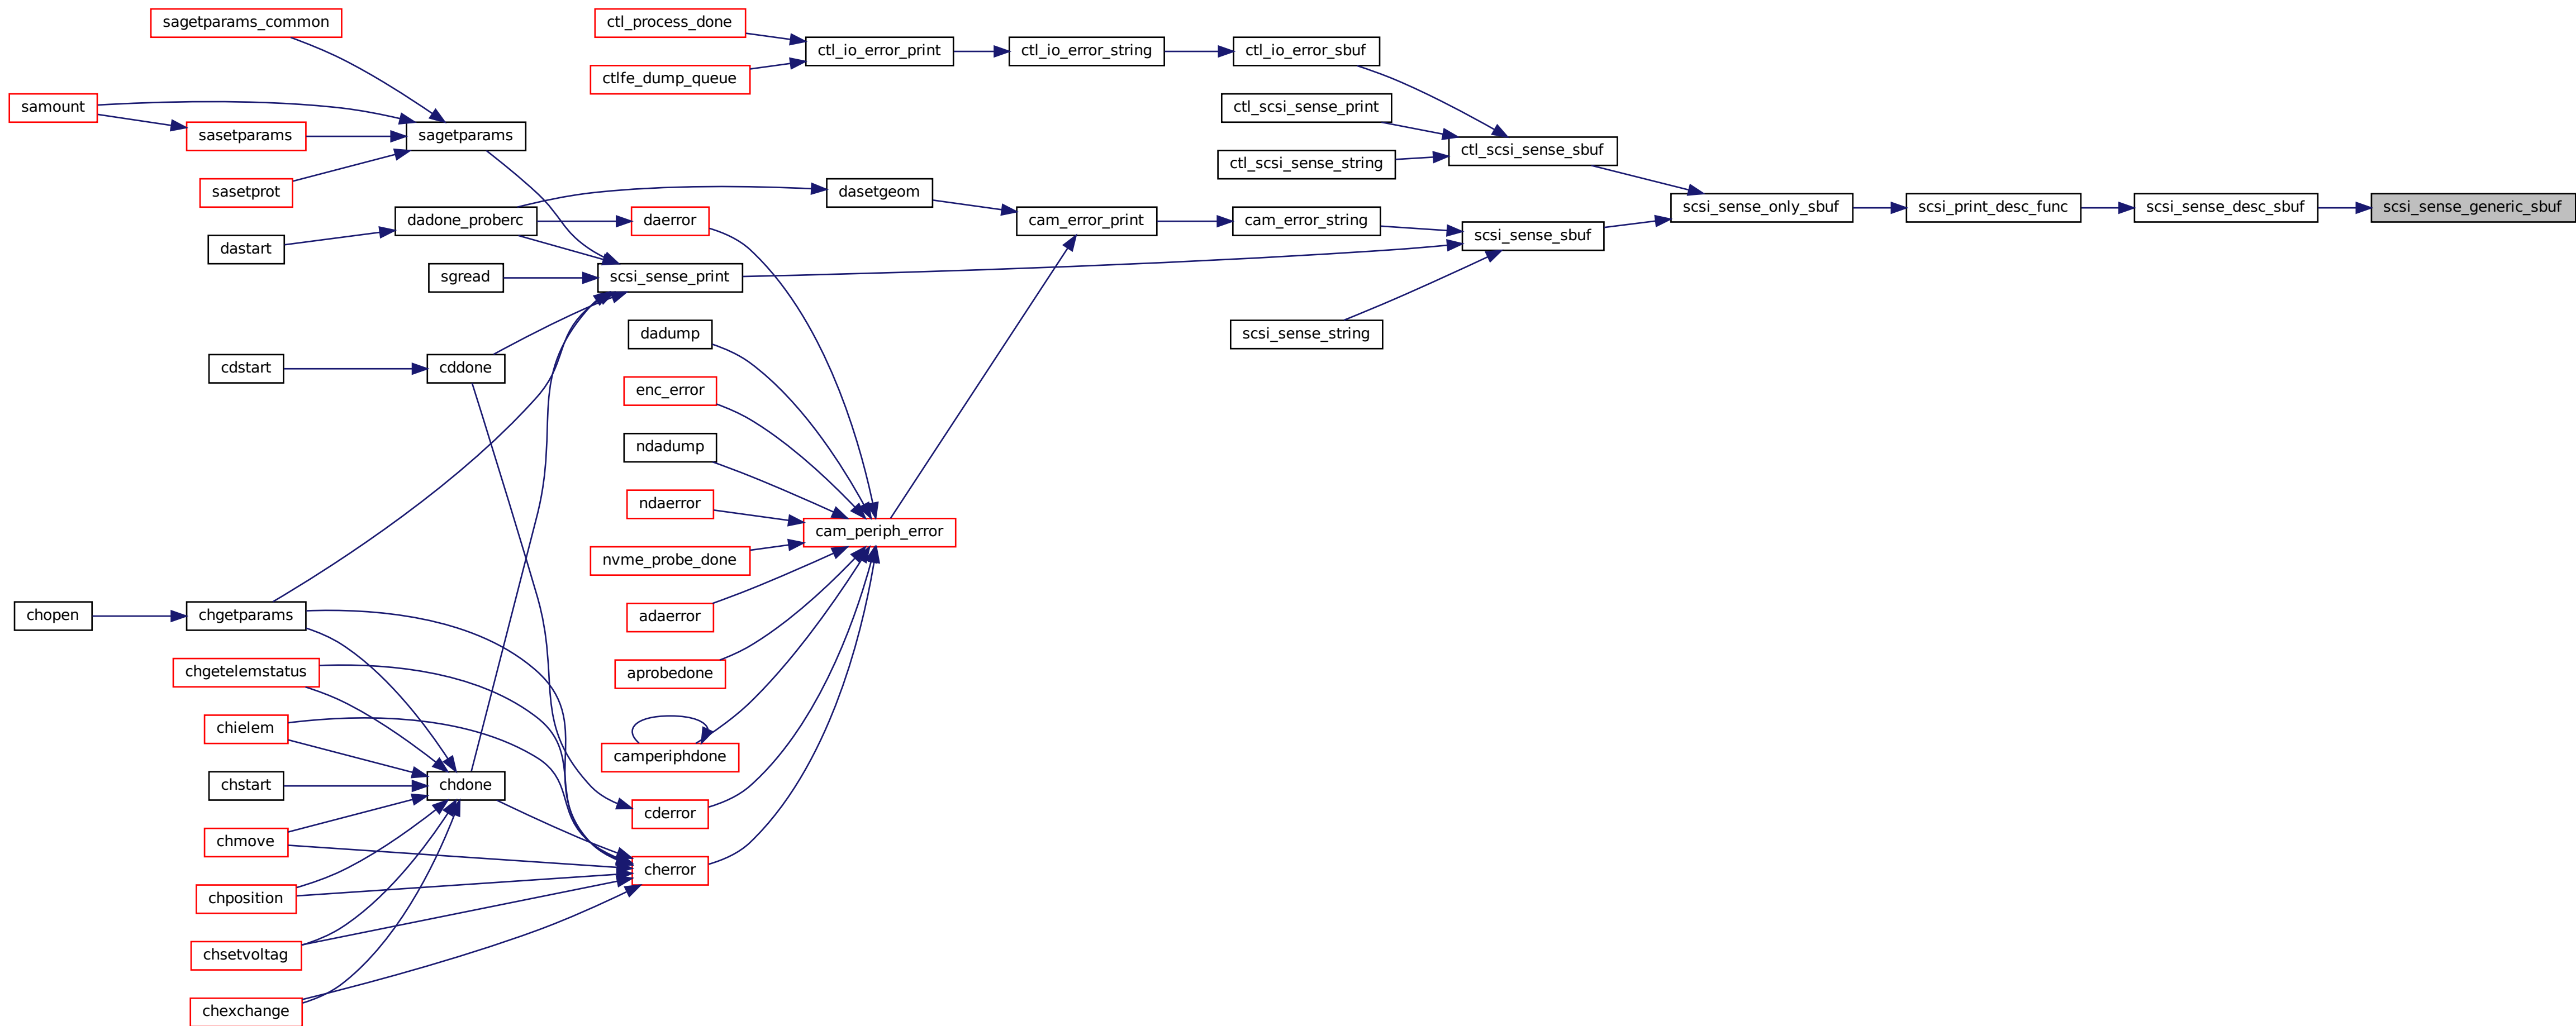 sagetparams_common
samount
sasetparams
sasetprot
sagetparams
dastart
dadone_proberc
sgread
cdstart
cddone
chopen
chgetparams
chgetelemstatus
chielem
chstart
chmove
chposition
chsetvoltag
chexchange
chdone
ctl_process_done
ctlfe_dump_queue
daerror
scsi_sense_print
dadump
enc_error
ndadump
ndaerror
nvme_probe_done
adaerror
aprobedone
camperiphdone
cderror
cherror
ctl_io_error_print
dasetgeom
cam_periph_error
ctl_io_error_string
cam_error_print
ctl_io_error_sbuf
ctl_scsi_sense_print
ctl_scsi_sense_string
cam_error_string
scsi_sense_string
ctl_scsi_sense_sbuf
scsi_sense_sbuf
scsi_sense_only_sbuf
scsi_print_desc_func
scsi_sense_desc_sbuf
scsi_sense_generic_sbuf